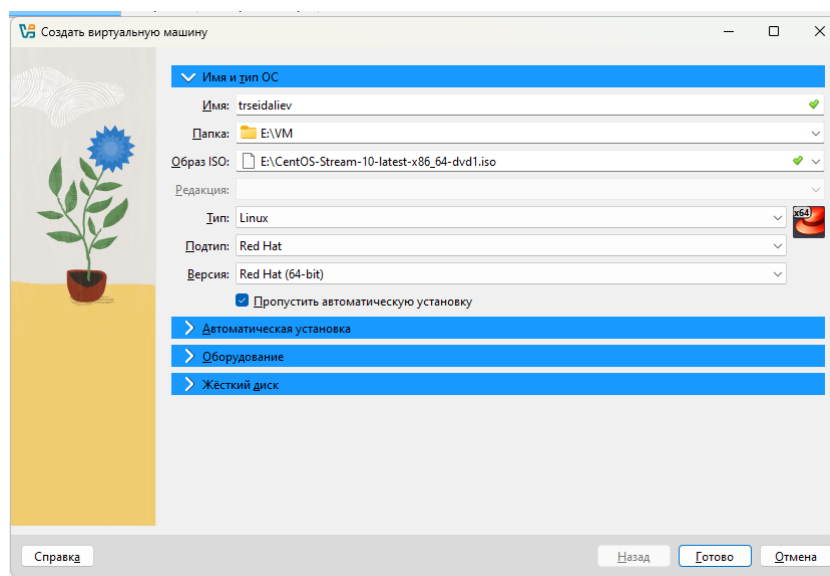 Создать виртуальную машину
Имя и тип ОС
Имя: trseidaliev
Папка: E:\VM
Образ ISO: E:\CentOS-Stream-10-latest-x86_64-dvd1.iso
Редакция:
Тип: Linux
x64
Подтип: Red Hat
Версия: Red Hat (64-bit)
Пропустить автоматическую установку
Автоматическая установка
Оборудование
Жёсткий диск
Справка Назад Готово Отмена